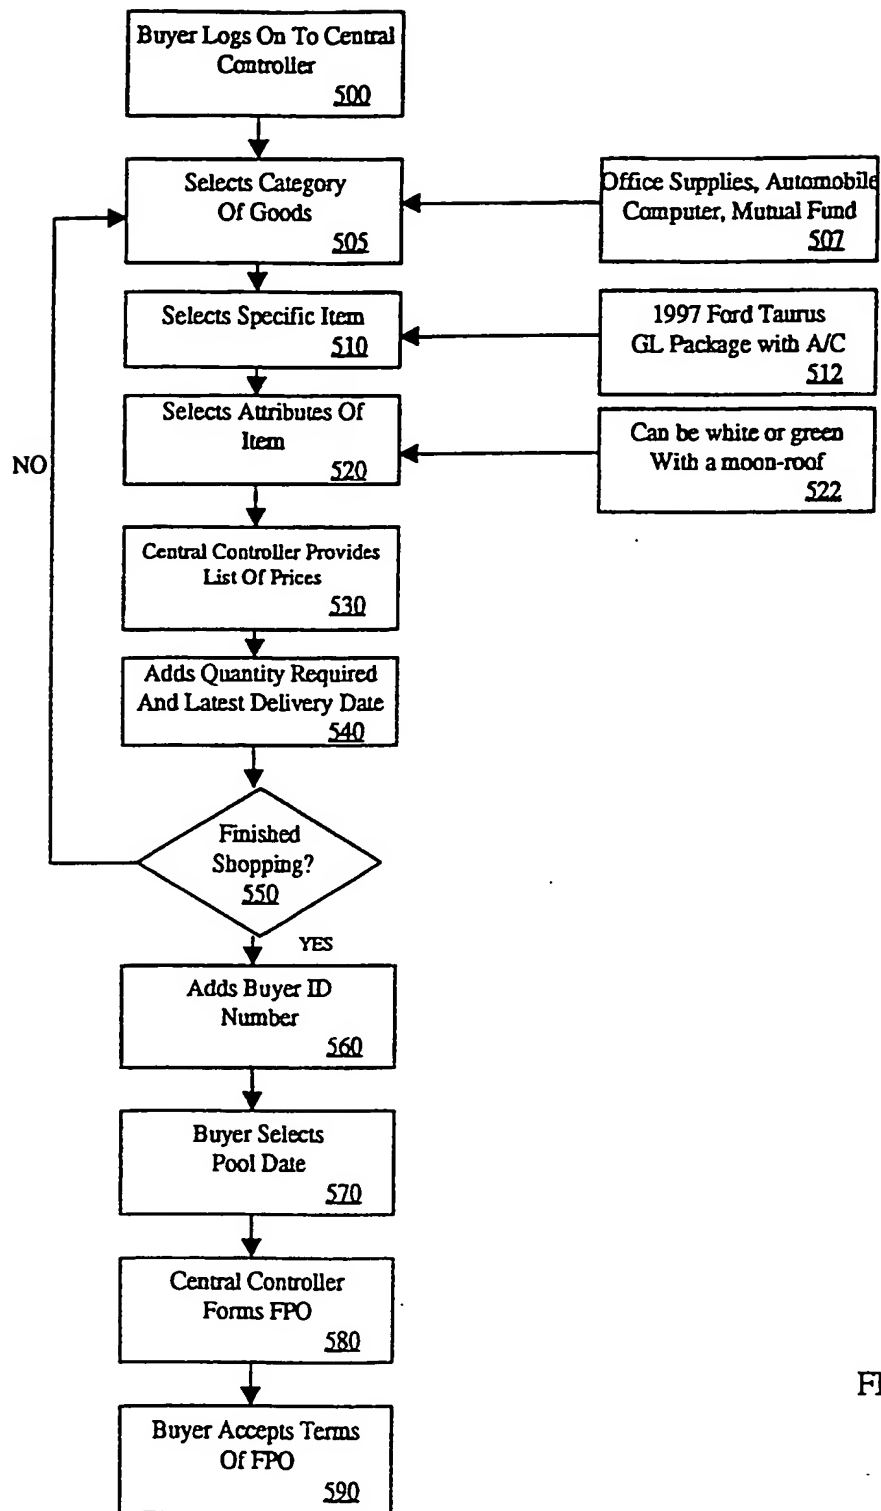 Buyer Logs On To Central
Controller
500
Selects Category
Of Goods
505
Office Supplies, Automobile
Computer, Mutual Fund
507
Selects Specific Item
510
1997 Ford Taurus
GL Package with A/C
512
Selects Attributes Of
Item
520
Can be white or green
With a moon-roof
522
NO
Central Controller Provides
List Of Prices
530
Adds Quantity Required
And Latest Delivery Date
540
Finished
Shopping?
550
YES
Adds Buyer ID
Number
560
Buyer Selects
Pool Date
570
Central Controller
Forms FPO
580
Buyer Accepts Terms
Of FPO
590